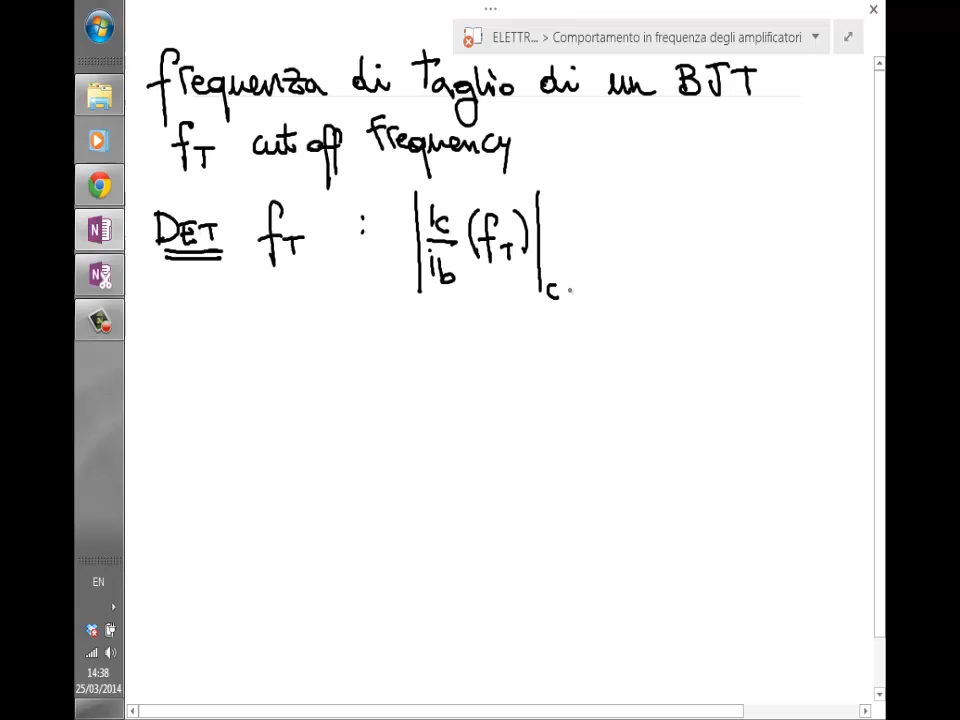 ELETTR... > Comportamento in frequenza degli amplificatori
frequenza di Taglio di un BJT
fT cut off frequency
DET fT : |ic/ib (fT)|c
EN
14:38
25/03/2014